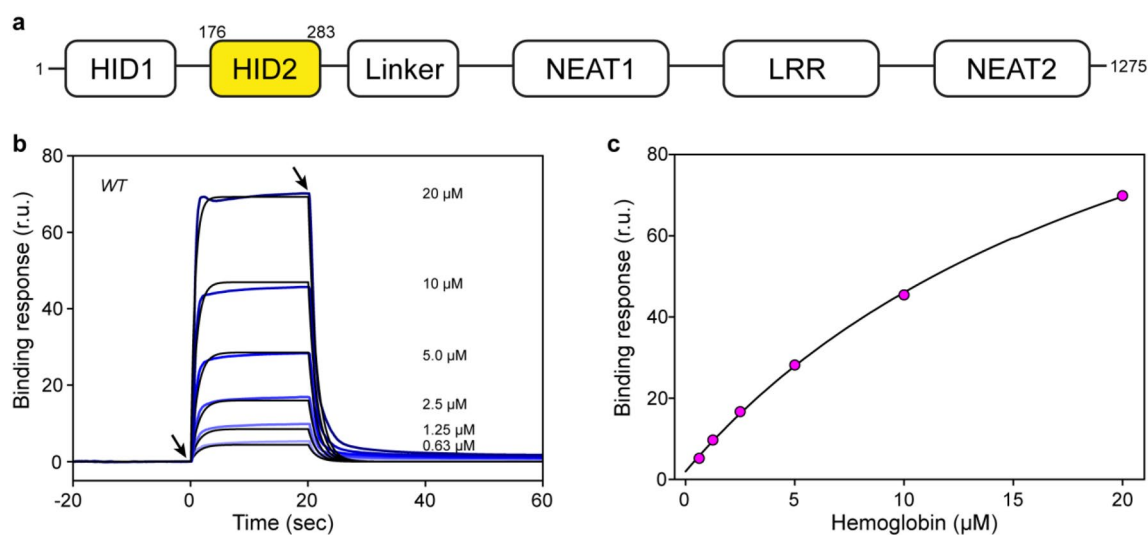 a
176 283
1 HID1 HID2 Linker NEAT1 LRR NEAT2 1275
b
80
60
40
20
0
-20 0 20 40 60
Binding response (r.u.)
Time (sec)
WT
20 µM
10 µM
5.0 µM
2.5 µM
1.25 µM
0.63 µM
c
80
60
40
20
0
0 5 10 15 20
Binding response (r.u.)
Hemoglobin (µM)